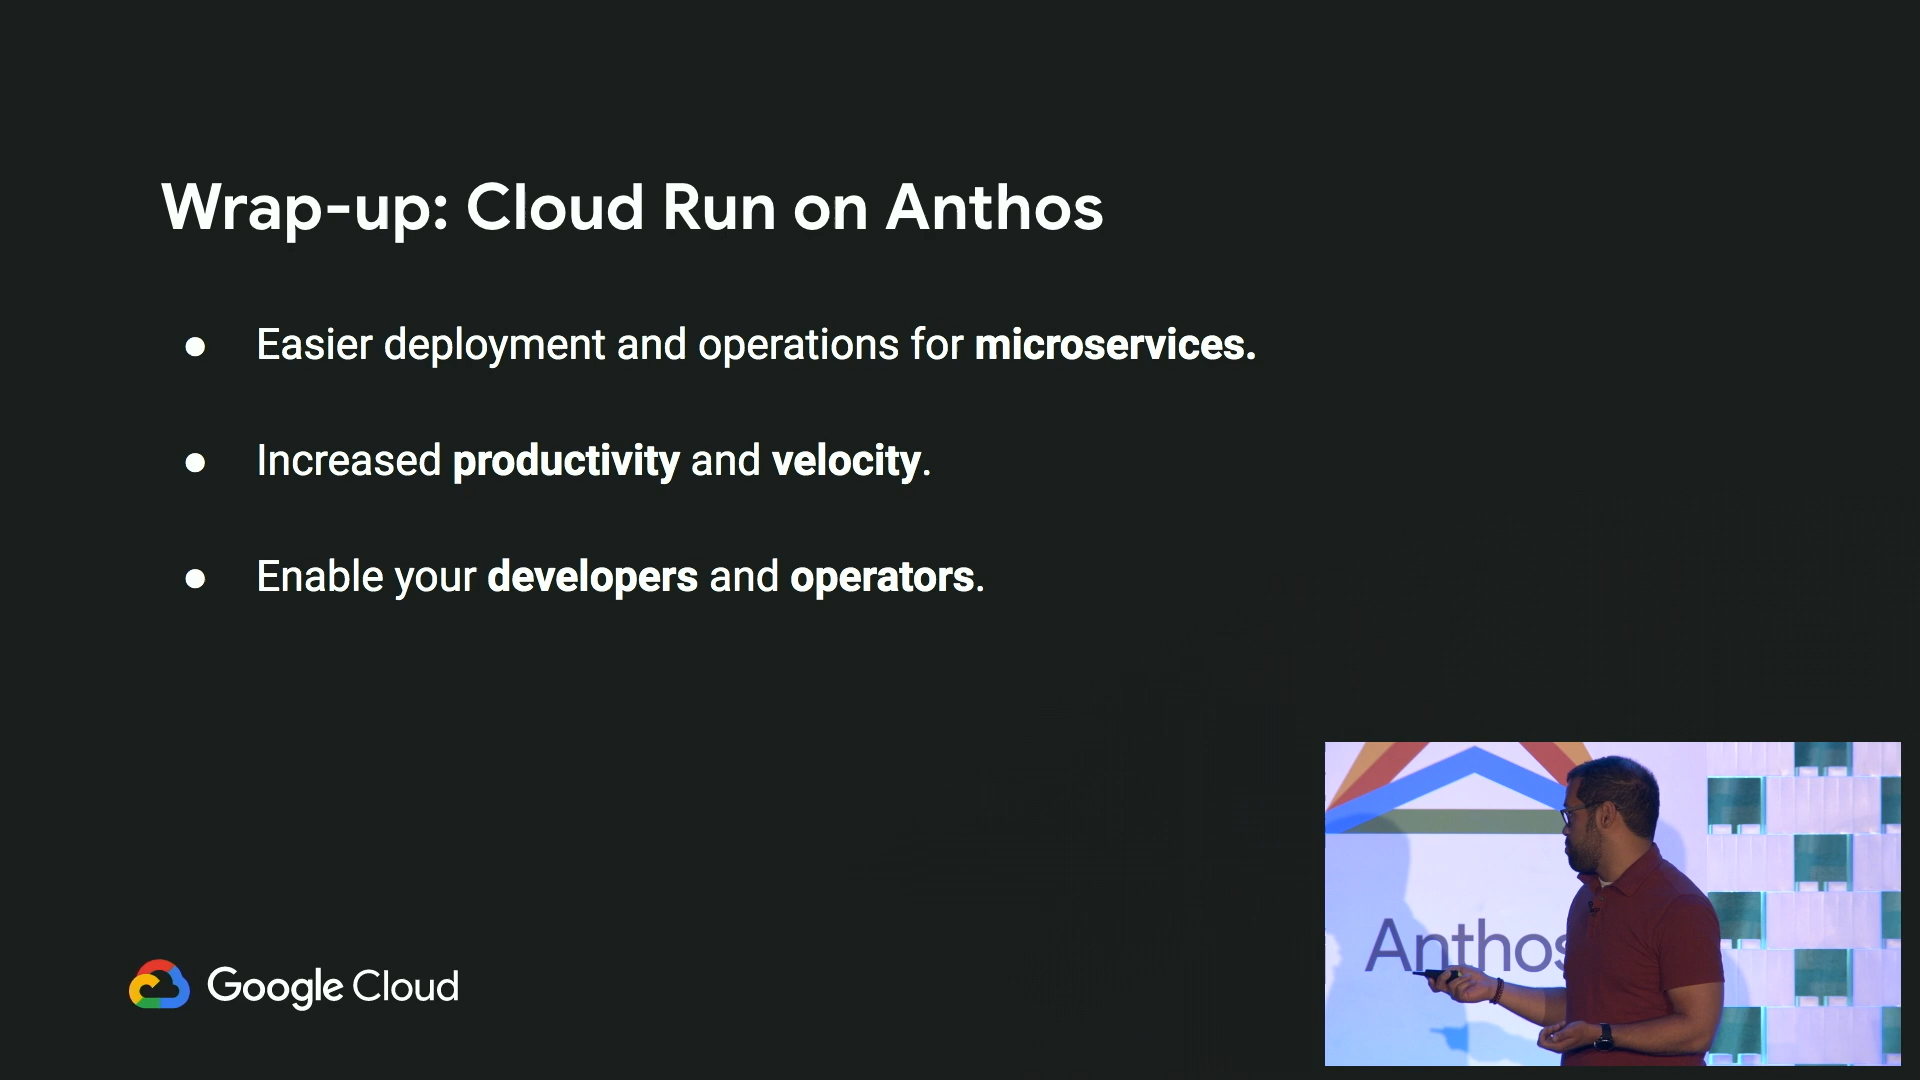 Wrap-up: Cloud Run on Anthos
● Easier deployment and operations for microservices.
● Increased productivity and velocity.
● Enable your developers and operators.
Google Cloud
Anthos